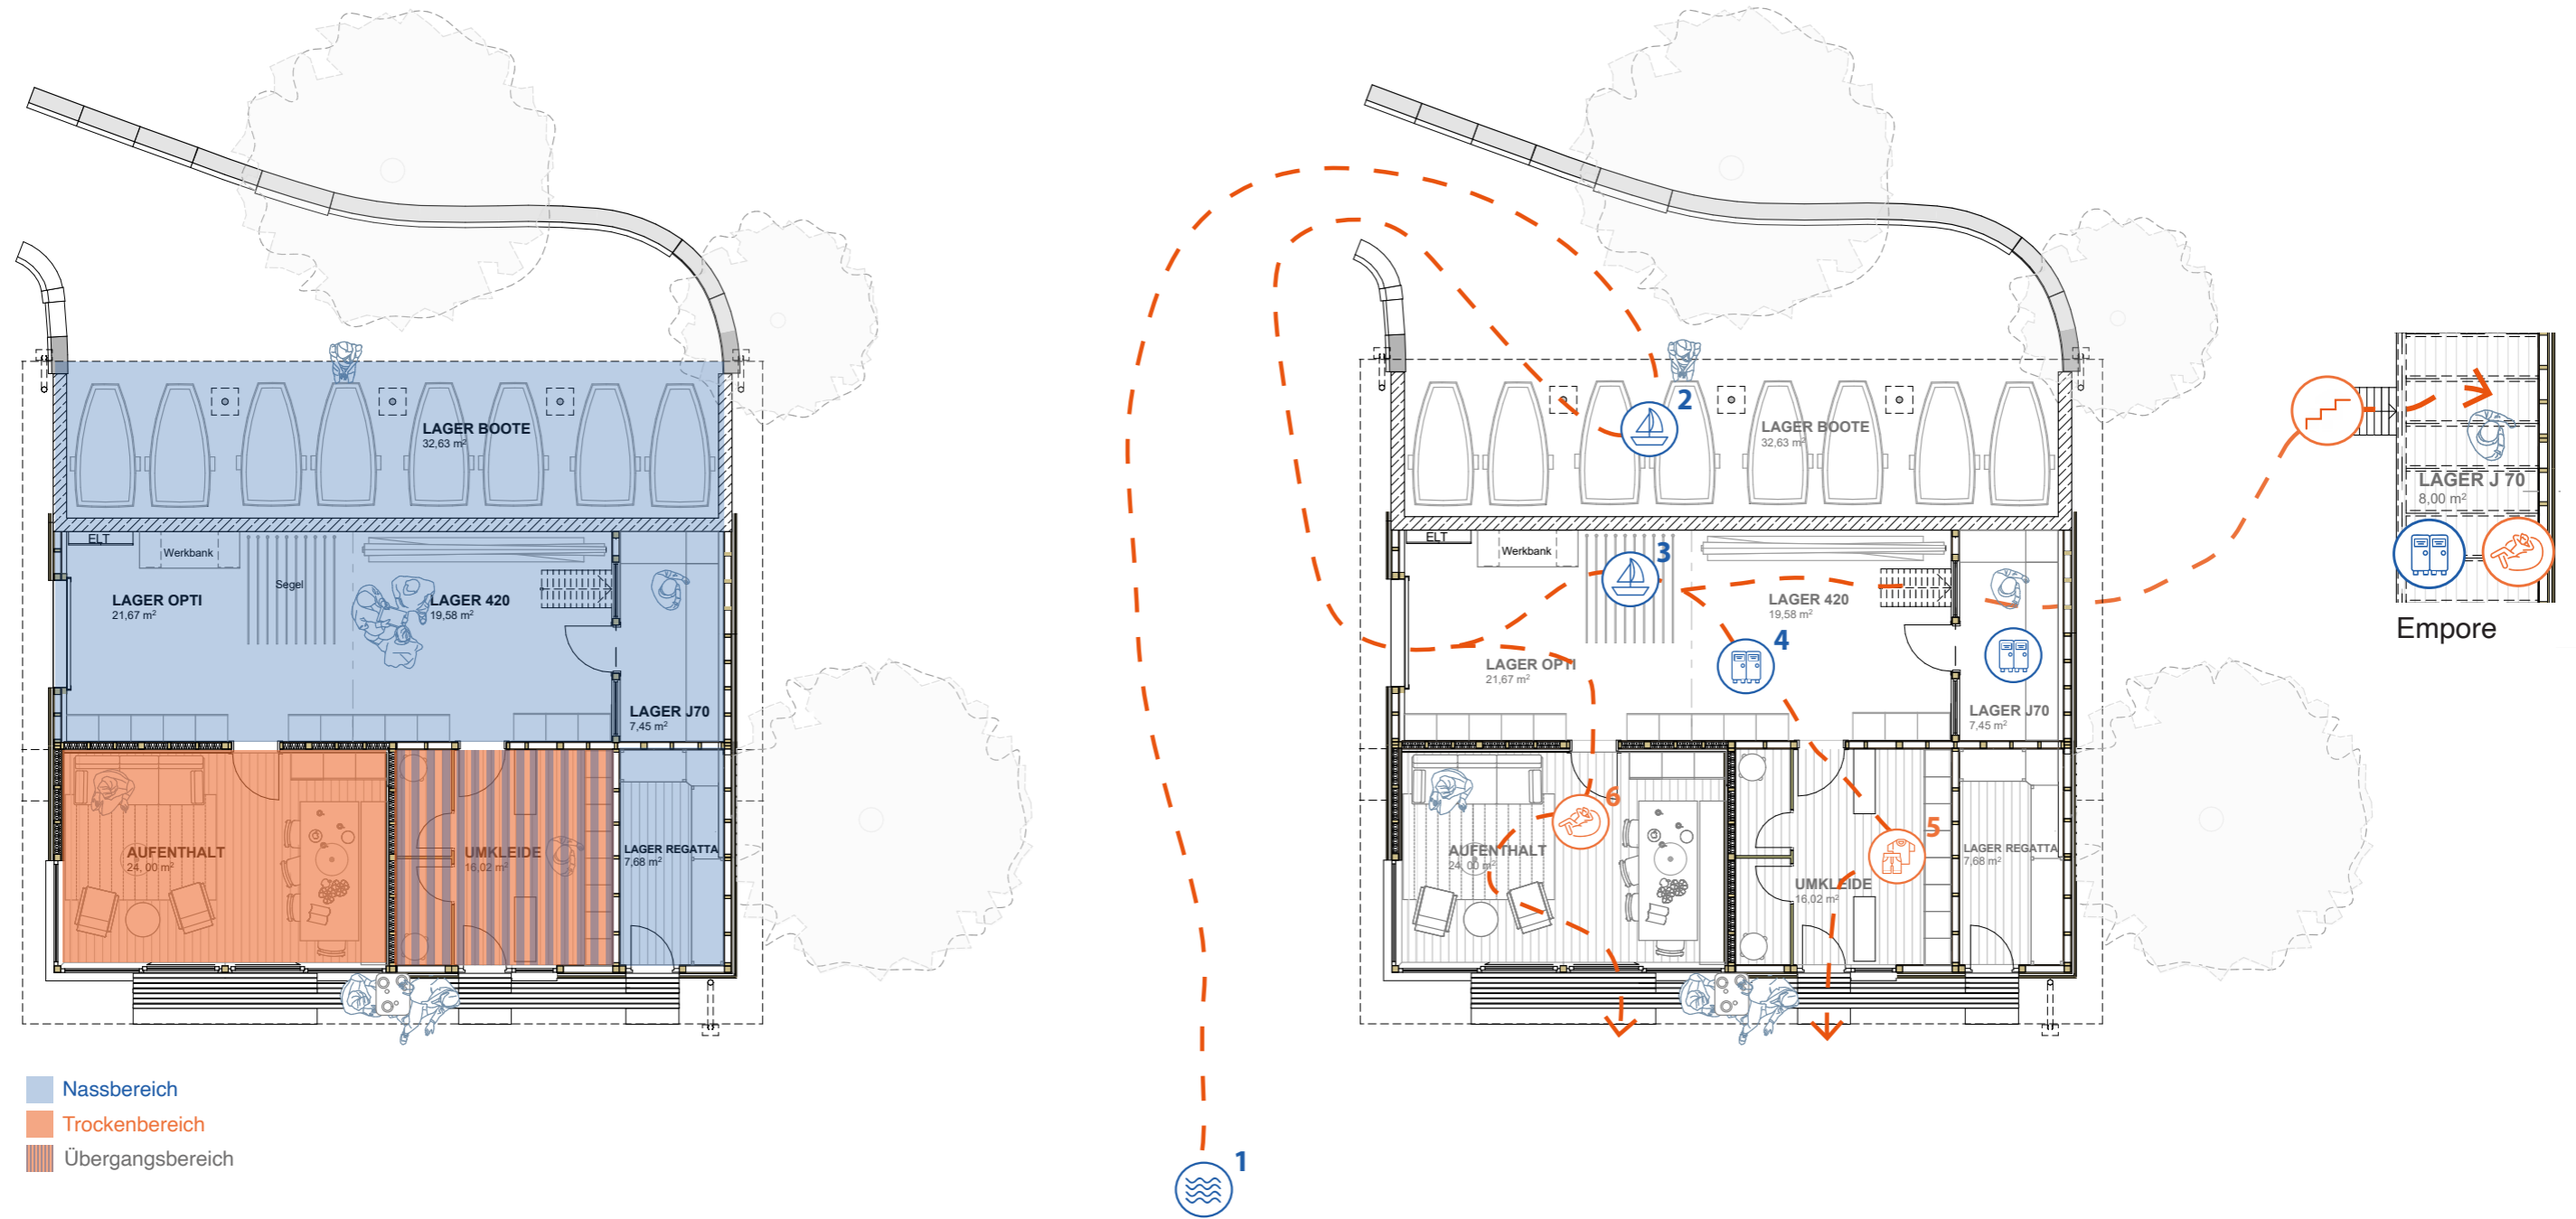 LAGER BOOTE
32,63 m²
ELT
Werkbank
Segel
LAGER OPTI
21,67 m²
LAGER 420
19,58 m²
LAGER J70
7,45 m²
AUFENTHALT
24, 00 m²
UMKLEIDE
16,02 m²
LAGER REGATTA
7,68 m²
Nassbereich
Trockenbereich
Übergangsbereich
1
2
LAGER BOOTE
32,63 m²
ELT
Werkbank
3
LAGER 420
19,58 m²
4
LAGER OPTI
21,67 m²
LAGER J70
7,45 m²
6
AUFENTHALT
24, 00 m²
5
UMKLEIDE
16,02 m²
LAGER REGATTA
7,68 m²
LAGER J 70
8,00 m²
Empore